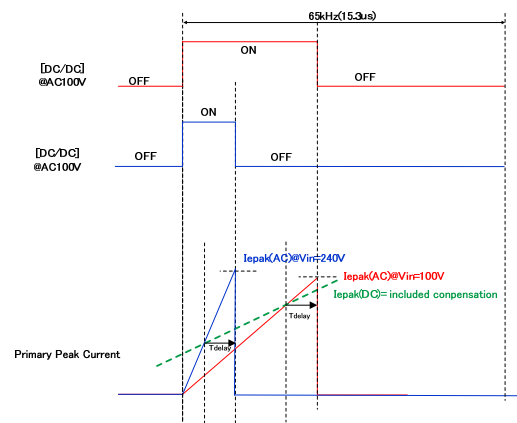 65kHz(15.3us)
ON
[DC/DC]
@AC100V
OFF
OFF
ON
[DC/DC]
@AC100V
OFF
OFF
Iepak(AC)@Vin=240V
Iepak(AC)@Vin=100V
Iepak(DC)= included conpensation
Tdelay
Tdelay
Primary Peak Current